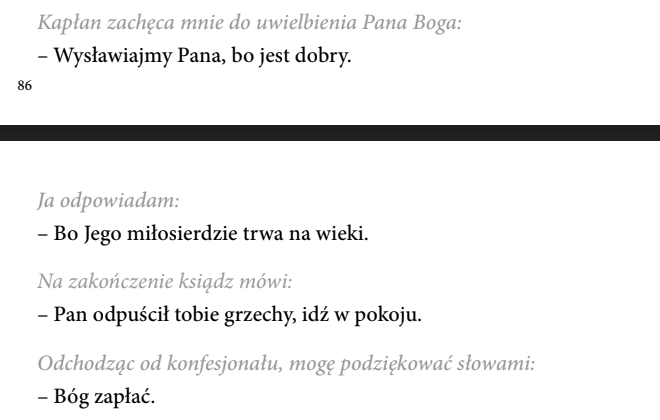 Kapłan zachęca mnie do uwielbienia Pana Boga:
– Wysławiajmy Pana, bo jest dobry.
86
Ja odpowiadam:
– Bo Jego miłosierdzie trwa na wieki.
Na zakończenie ksiądz mówi:
– Pan odpuścił tobie grzechy, idź w pokoju.
Odchodząc od konfesjonału, mogę podziękować słowami:
– Bóg zapłać.